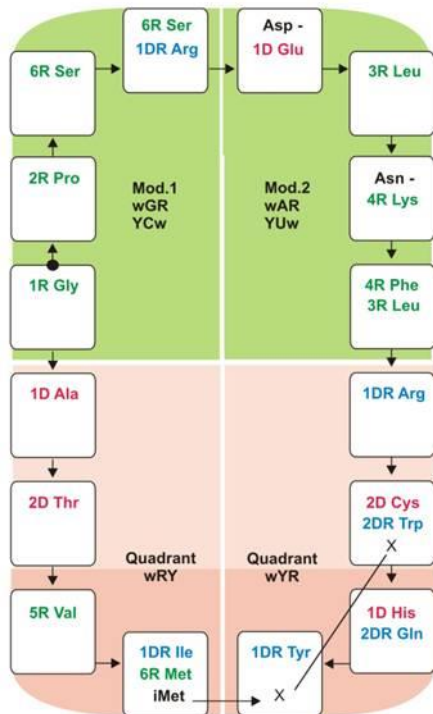 6R Ser
1DR Arg
Asp -
1D Glu
6R Ser
3R Leu
2R Pro
Mod.1
wGR
YCw
Mod.2
wAR
YUw
Asn -
4R Lys
1R Gly
4R Phe
3R Leu
1D Ala
1DR Arg
2D Thr
2D Cys
2DR Trp
X
Quadrant
wRY
Quadrant
wYR
5R Val
1D His
2DR Gln
1DR Ile
6R Met
iMet
1DR Tyr
X